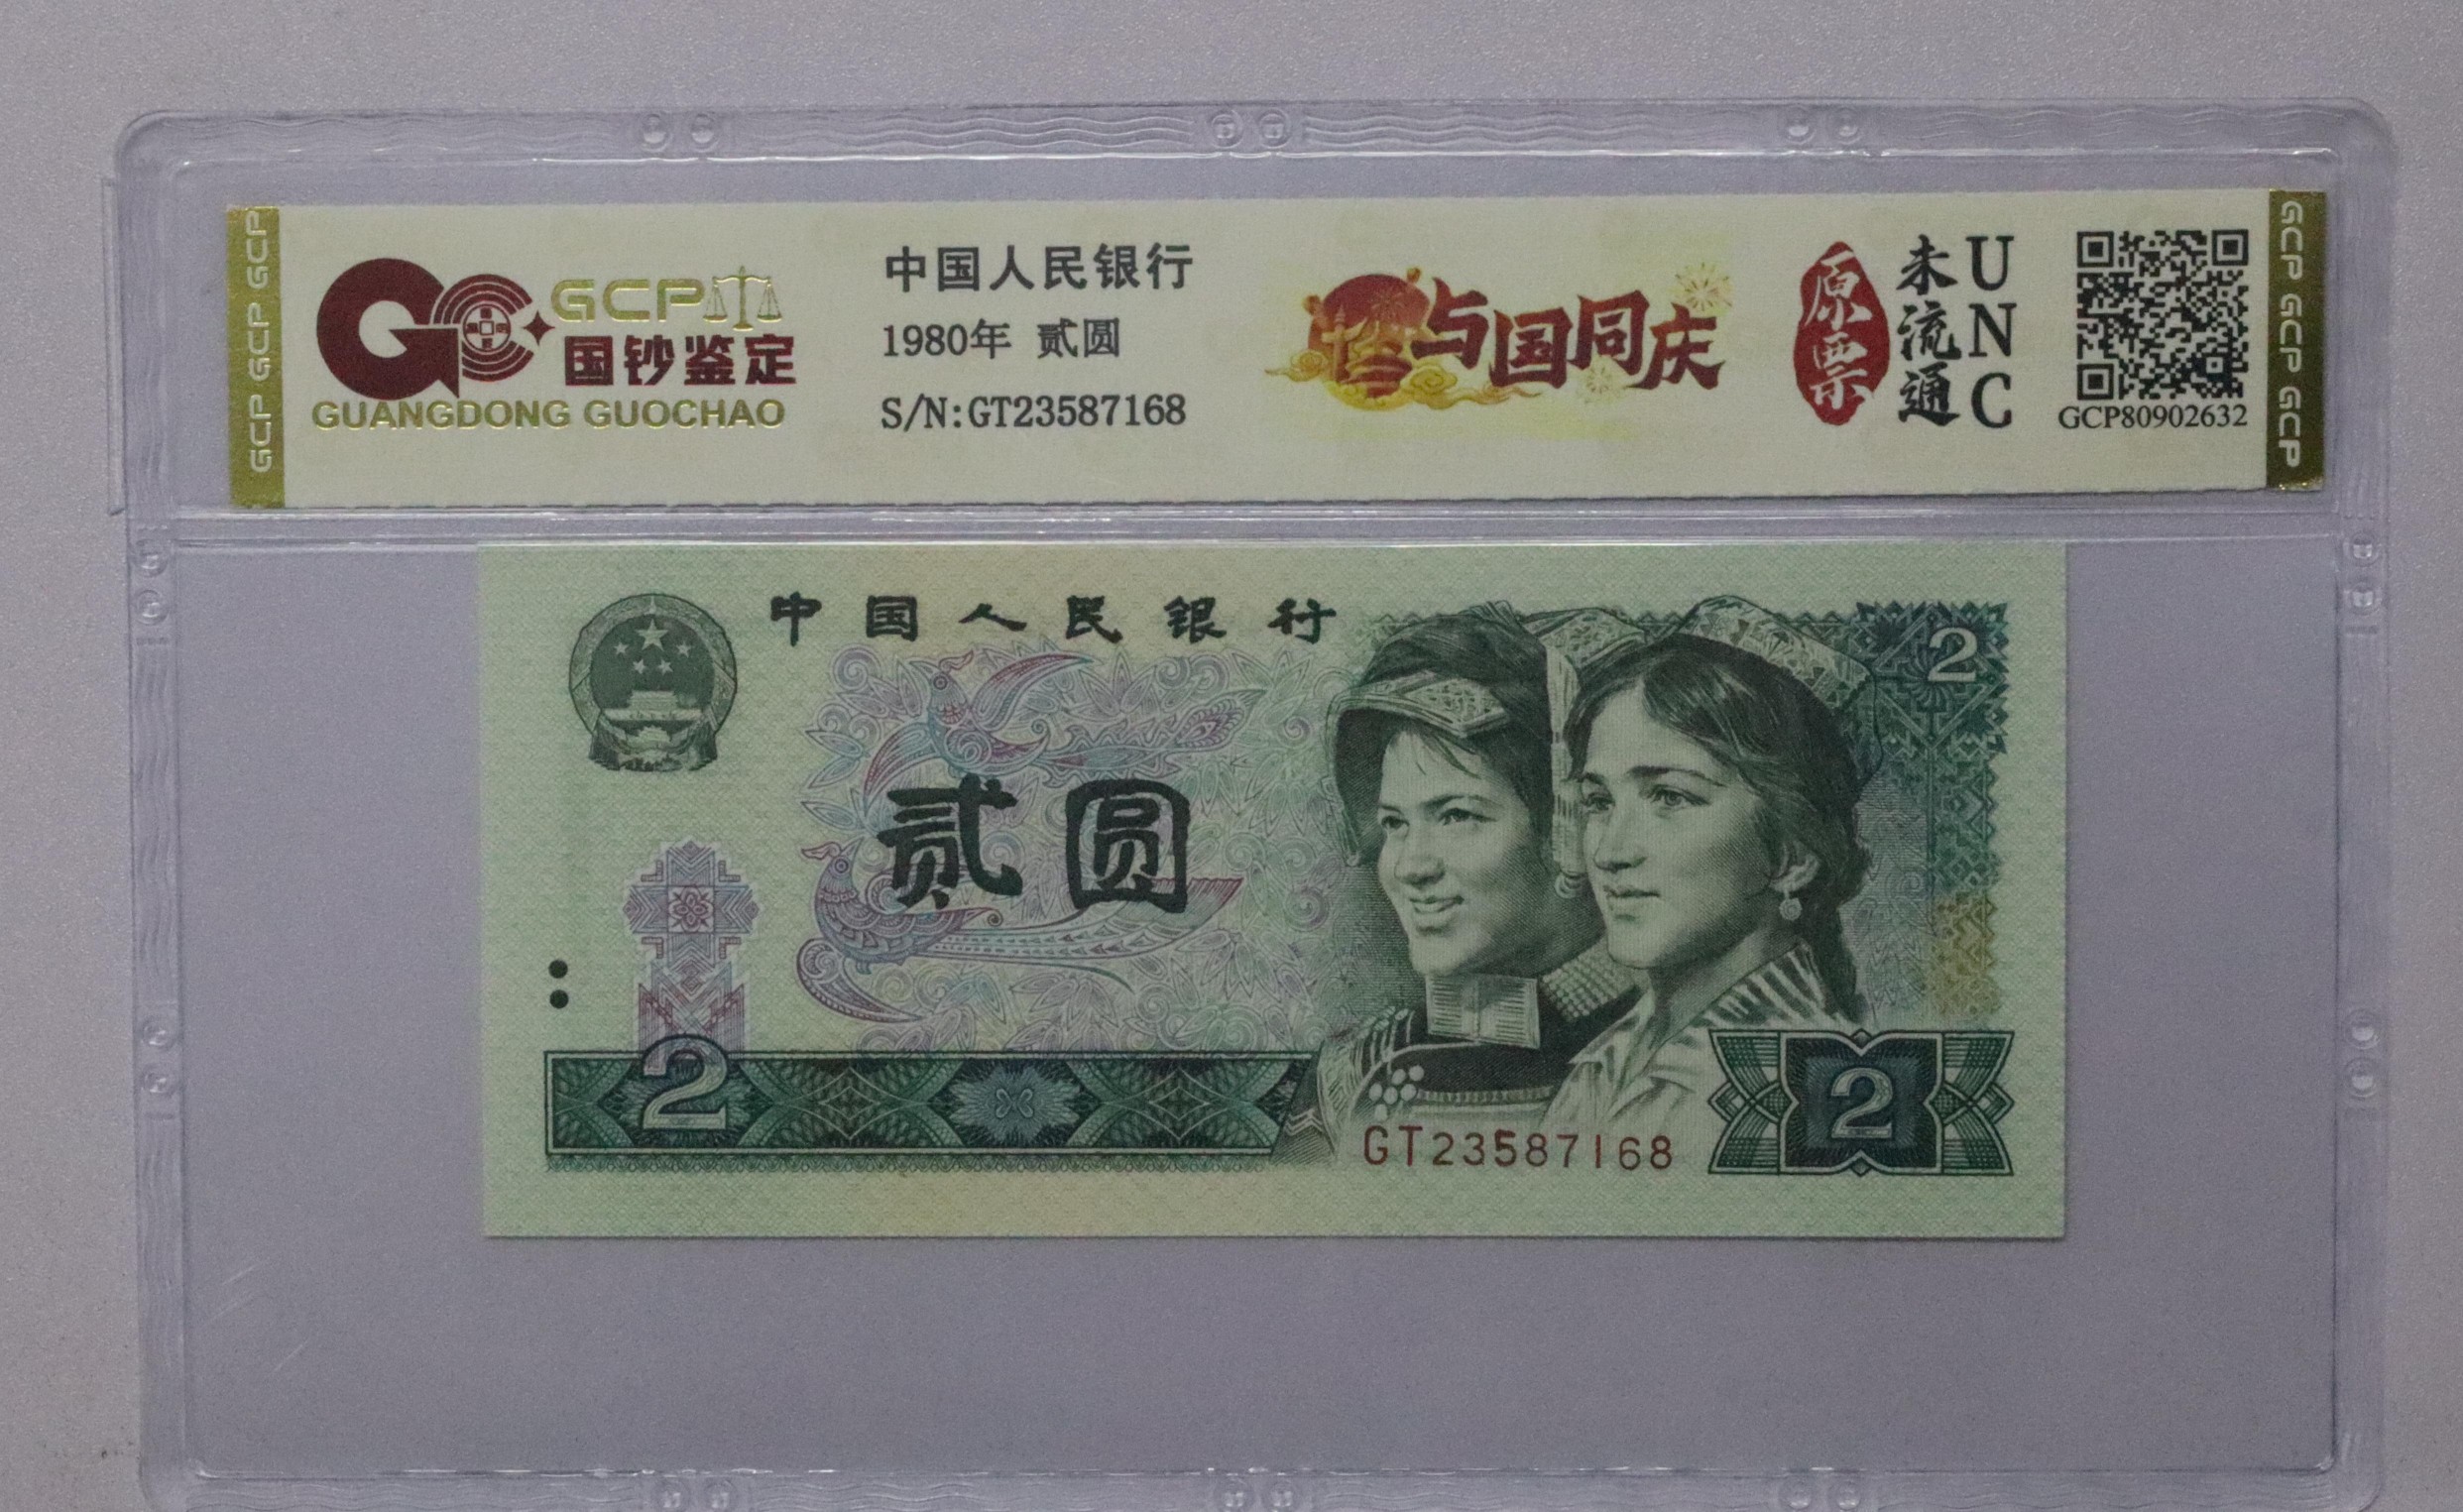 GCP GCP GCP
GCP
国钞鉴定
GUANGDONG GUOCHAO
中国人民银行
1980年 贰圆
S/N:GT23587168
与国同庆
原票
未流通
UNC
GCP80902632
GCP GCP GCP
中国人民银行
2
贰圆
2
GT23587168
2